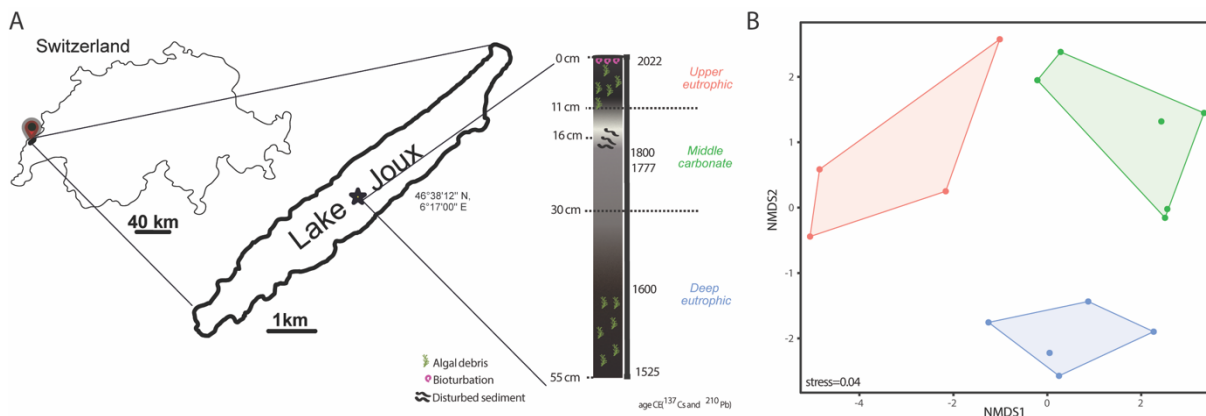 A
Switzerland
40 km
Lake Joux
46°38'12'' N,
6°17'00'' E
1km
Algal debris
Bioturbation
Disturbed sediment
0 cm
11 cm
16 cm
30 cm
55 cm
2022
1800
1777
1600
1525
Upper
eutrophic
Middle
carbonate
Deep
eutrophic
age CE(137Cs and 210Pb)
B
NMDS2
2
1
0
-1
-2
stress=0.04
-4
-2
0
2
NMDS1